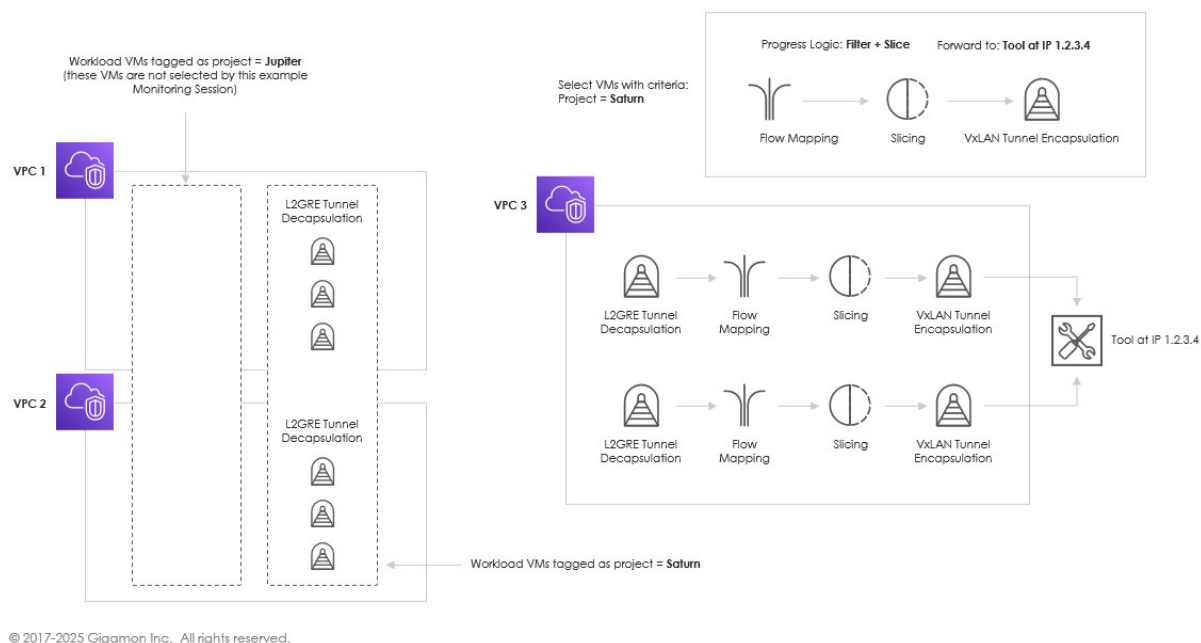 Workload VMs tagged as project = Jupiter
(these VMs are not selected by this example
Monitoring Session)
VPC 1
L2GRE Tunnel
Decapsulation
VPC 2
L2GRE Tunnel
Decapsulation
Workload VMs tagged as project = Saturn
Select VMs with criteria:
Project = Saturn
Progress Logic: Filter + Slice
Forward to: Tool at IP 1.2.3.4
Flow Mapping
Slicing
VxLAN Tunnel Encapsulation
VPC 3
L2GRE Tunnel
Decapsulation
Flow
Mapping
Slicing
VxLAN Tunnel
Encapsulation
Tool at IP 1.2.3.4
L2GRE Tunnel
Decapsulation
Flow
Mapping
Slicing
VxLAN Tunnel
Encapsulation
© 2017-2025 Gigamon Inc. All rights reserved.